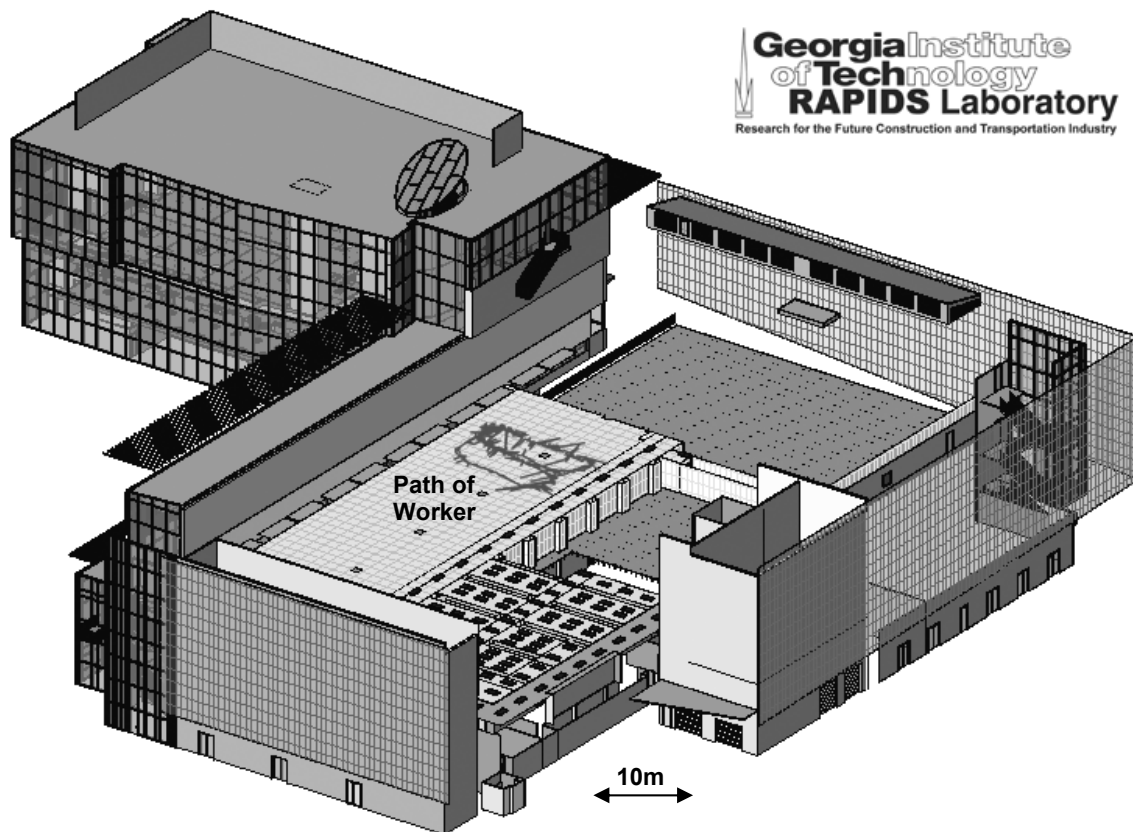 Georgia Institute
of Technology
RAPIDS Laboratory
Research for the Future Construction and Transportation Industry
Path of
Worker
10m